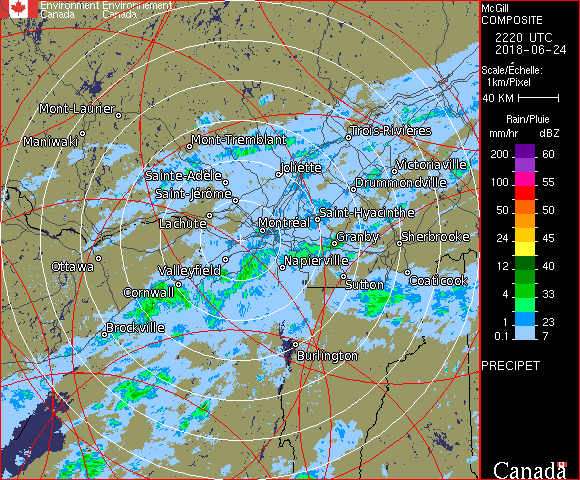 Environment Environnement
Canada Canada
McGill
COMPOSITE
2220 UTC
2018-06-24
Scale/Échelle:
1km/Pixel
40 KM
Rain/Pluie
mm/hr dBZ
200 60
100 55
50 50
24 45
12 40
4 33
1 23
0.1 7
PRECIPET
Canada
Mont-Laurier
Maniwaki
Mont-Tremblant
Trois-Rivières
Sainte-Adèle
Joliette
Victoriaville
Saint-Jérôme
Drummondville
Lachute
Montréal
Saint-Hyacinthe
Granby
Sherbrooke
Ottawa
Valleyfield
Napierville
Cornwall
Sutton
Coaticook
Brockville
Burlington